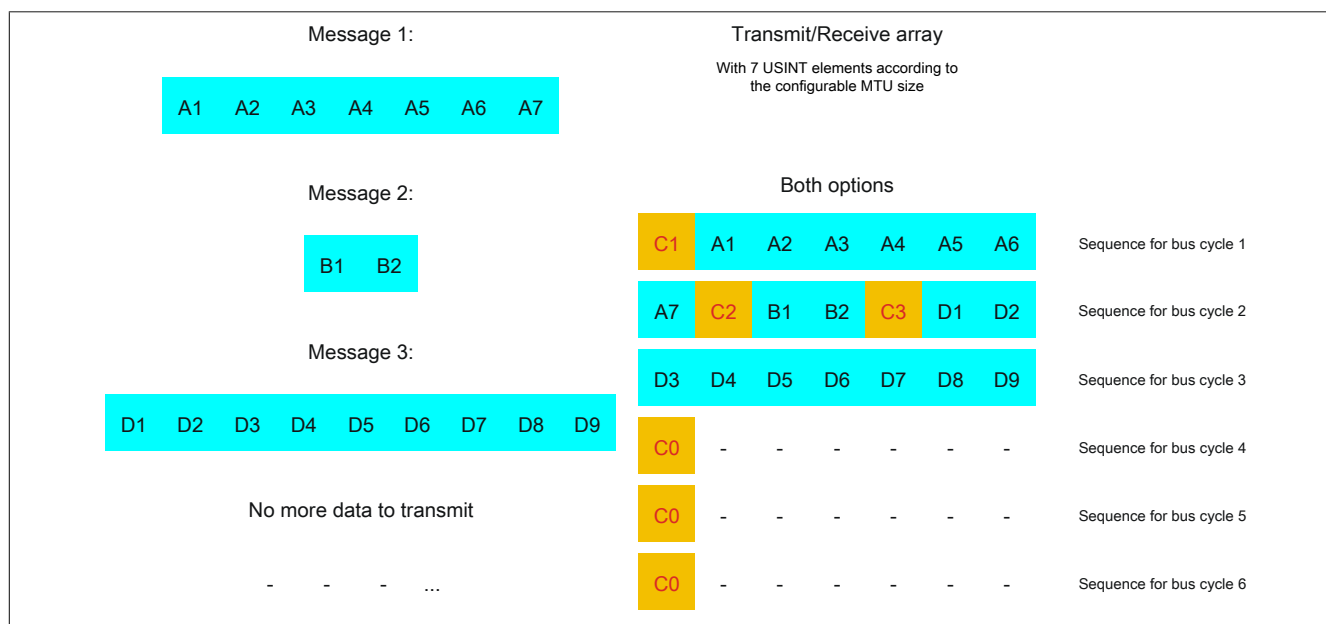 Message 1:
A1 A2 A3 A4 A5 A6 A7
Message 2:
B1 B2
Message 3:
D1 D2 D3 D4 D5 D6 D7 D8 D9
No more data to transmit
- - - ...
Transmit/Receive array
With 7 USINT elements according to
the configurable MTU size
Both options
C1 A1 A2 A3 A4 A5 A6 Sequence for bus cycle 1
A7 C2 B1 B2 C3 D1 D2 Sequence for bus cycle 2
D3 D4 D5 D6 D7 D8 D9 Sequence for bus cycle 3
C0 - - - - - - Sequence for bus cycle 4
C0 - - - - - - Sequence for bus cycle 5
C0 - - - - - - Sequence for bus cycle 6